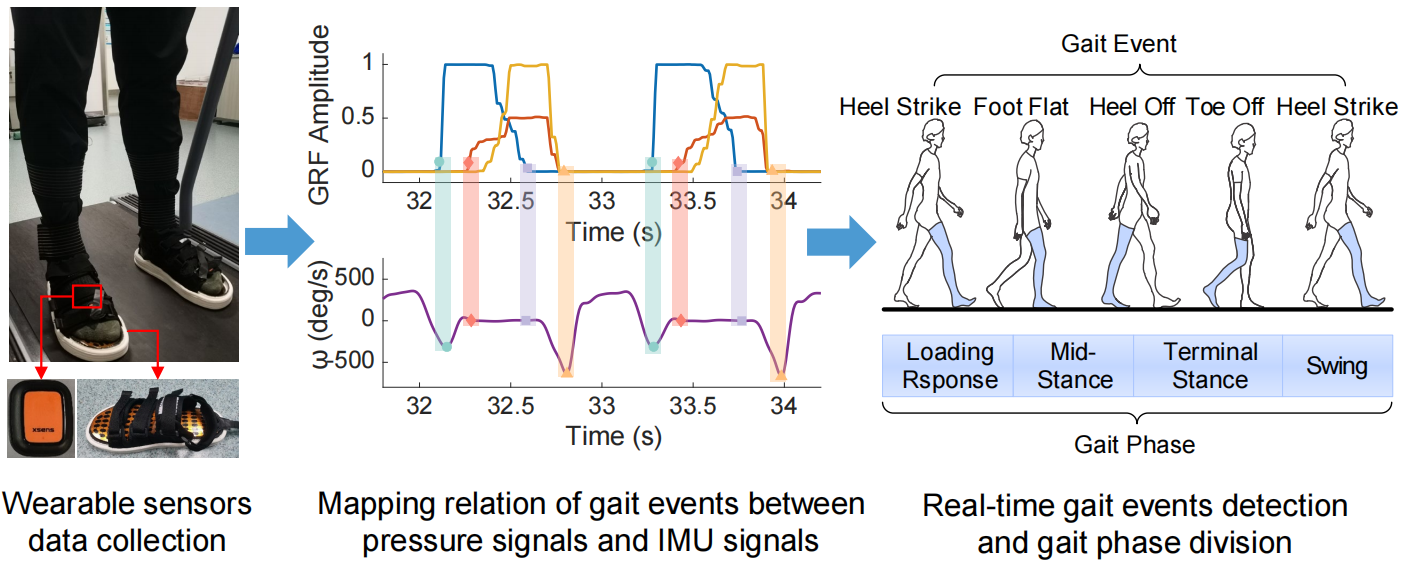 xsens
Wearable sensors
data collection
GRF Amplitude
1
0.5
0
32
32.5
33
33.5
34
Time (s)
ω (deg/s)
500
0
-500
32
32.5
33
33.5
34
Time (s)
Mapping relation of gait events between
pressure signals and IMU signals
Gait Event
Heel Strike
Foot Flat
Heel Off
Toe Off
Heel Strike
Loading
Rsponse
Mid-
Stance
Terminal
Stance
Swing
Gait Phase
Real-time gait events detection
and gait phase division